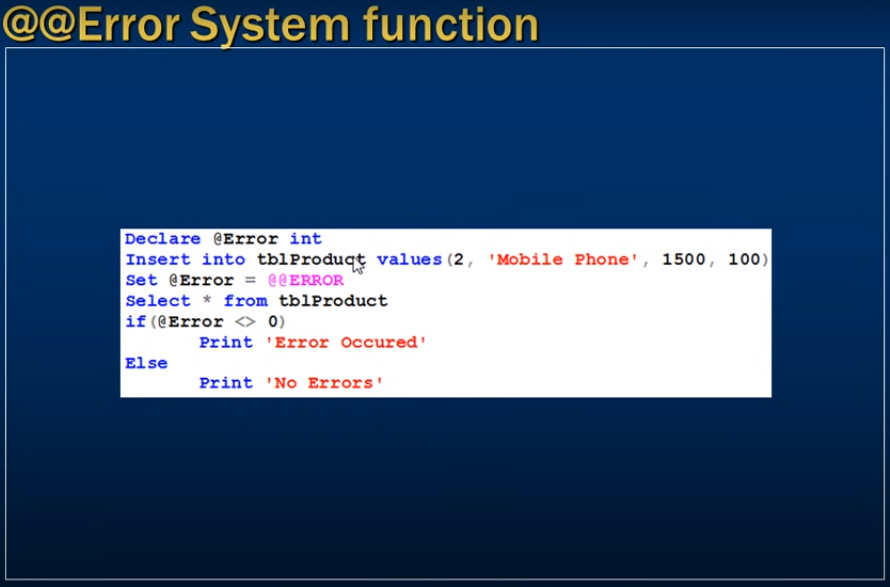 @@Error System function
Declare @Error int
Insert into tblProduct values(2, 'Mobile Phone', 1500, 100)
Set @Error = @@ERROR
Select * from tblProduct
if(@Error <> 0)
Print 'Error Occured'
Else
Print 'No Errors'